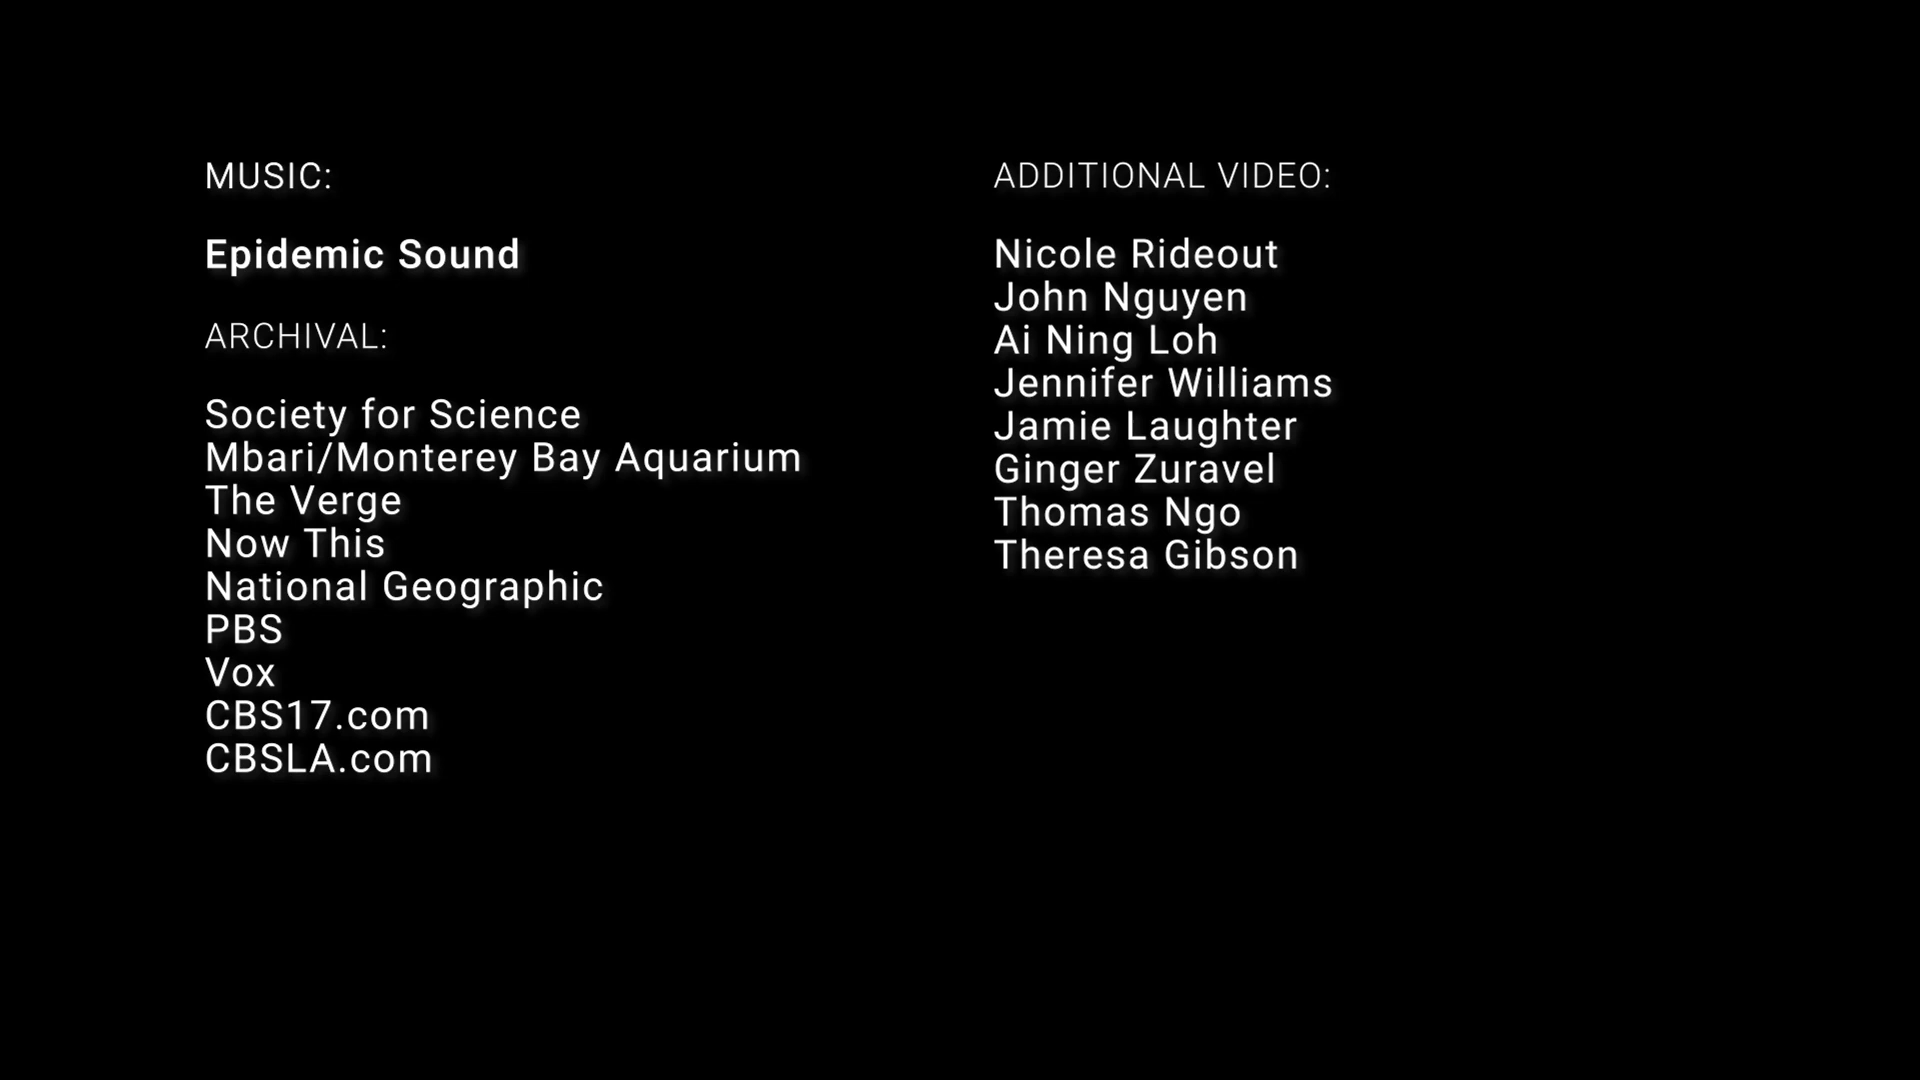 MUSIC:
Epidemic Sound
ARCHIVAL:
Society for Science
Mbari/Monterey Bay Aquarium
The Verge
Now This
National Geographic
PBS
Vox
CBS17.com
CBSLA.com
ADDITIONAL VIDEO:
Nicole Rideout
John Nguyen
Ai Ning Loh
Jennifer Williams
Jamie Laughter
Ginger Zuravel
Thomas Ngo
Theresa Gibson